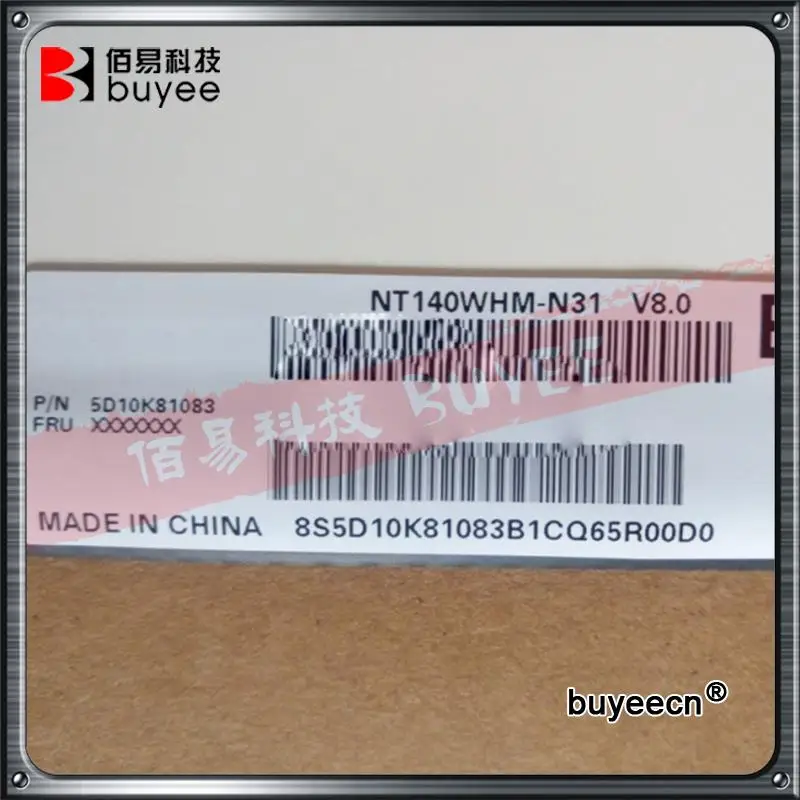 佰易科技
buyee
NT140WHM-N31 V8.0
P/N 5D10K81083
FRU XXXXXXX
佰易科技 BUYEE
MADE IN CHINA 8S5D10K81083B1CQ65R00D0
buyeecn®